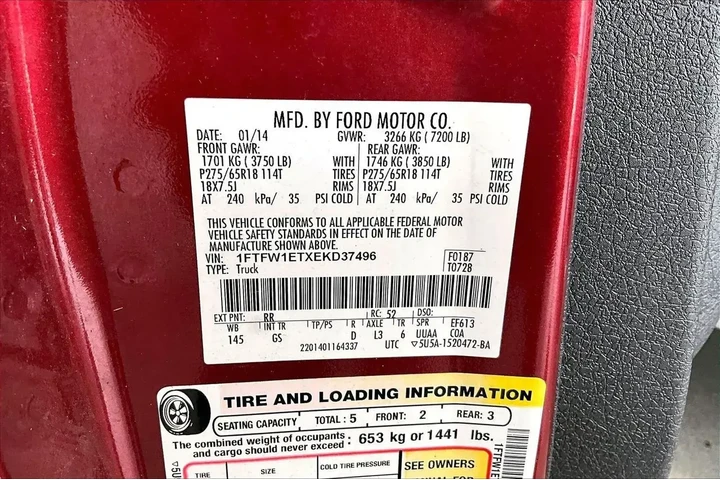 MFD. BY FORD MOTOR CO.
DATE: 01/14 GVWR: 3266 KG ( 7200 LB)
FRONT GAWR: REAR GAWR:
1701 KG ( 3750 LB) WITH 1746 KG ( 3850 LB) WITH
P275/65R18 114T TIRES P275/65R18 114T TIRES
18X7.5J RIMS 18X7.5J RIMS
AT 240 kPa/ 35 PSI COLD AT 240 kPa/ 35 PSI COLD
THIS VEHICLE CONFORMS TO ALL APPLICABLE FEDERAL MOTOR
VEHICLE SAFETY STANDARDS IN EFFECT ON THE DATE OF
MANUFACTURE SHOWN ABOVE.
VIN: 1FTFW1ETXEKD37496 F0187
TYPE: Truck T0728
EXT PNT: RR RC: 52 DSO:
WB INT TR TP/PS R AXLE TR SPR EF613
145 GS D L3 6 UUAA COA
2201401164337 UTC ▽5U5A-1520472-BA
TIRE AND LOADING INFORMATION
SEATING CAPACITY TOTAL : 5 FRONT: 2 REAR: 3
The combined weight of occupants
and cargo should never exceed : 653 kg or 1441 lbs.
TIRE SIZE COLD TIRE PRESSURE SEE OWNERS
MANUAL FOR
▽5U
1FTFW1E